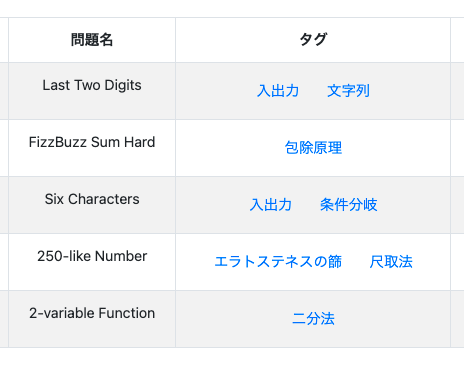 問題名 タグ
Last Two Digits 入出力 文字列
FizzBuzz Sum Hard 包除原理
Six Characters 入出力 条件分岐
250-like Number エラトステネスの篩 尺取法
2-variable Function 二分法